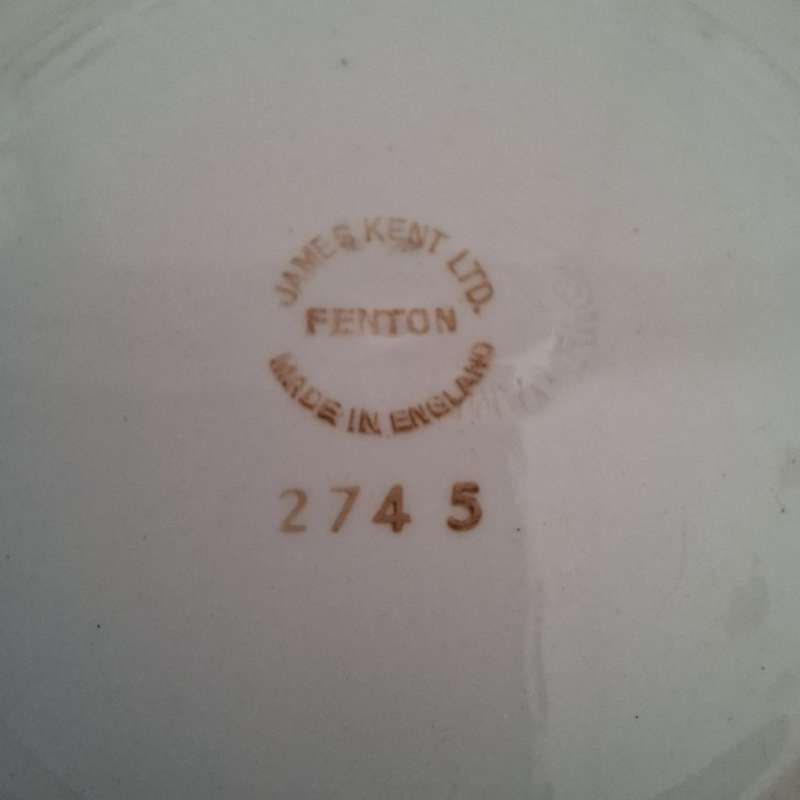 JAMES KENT LTD.
FENTON
MADE IN ENGLAND
2745